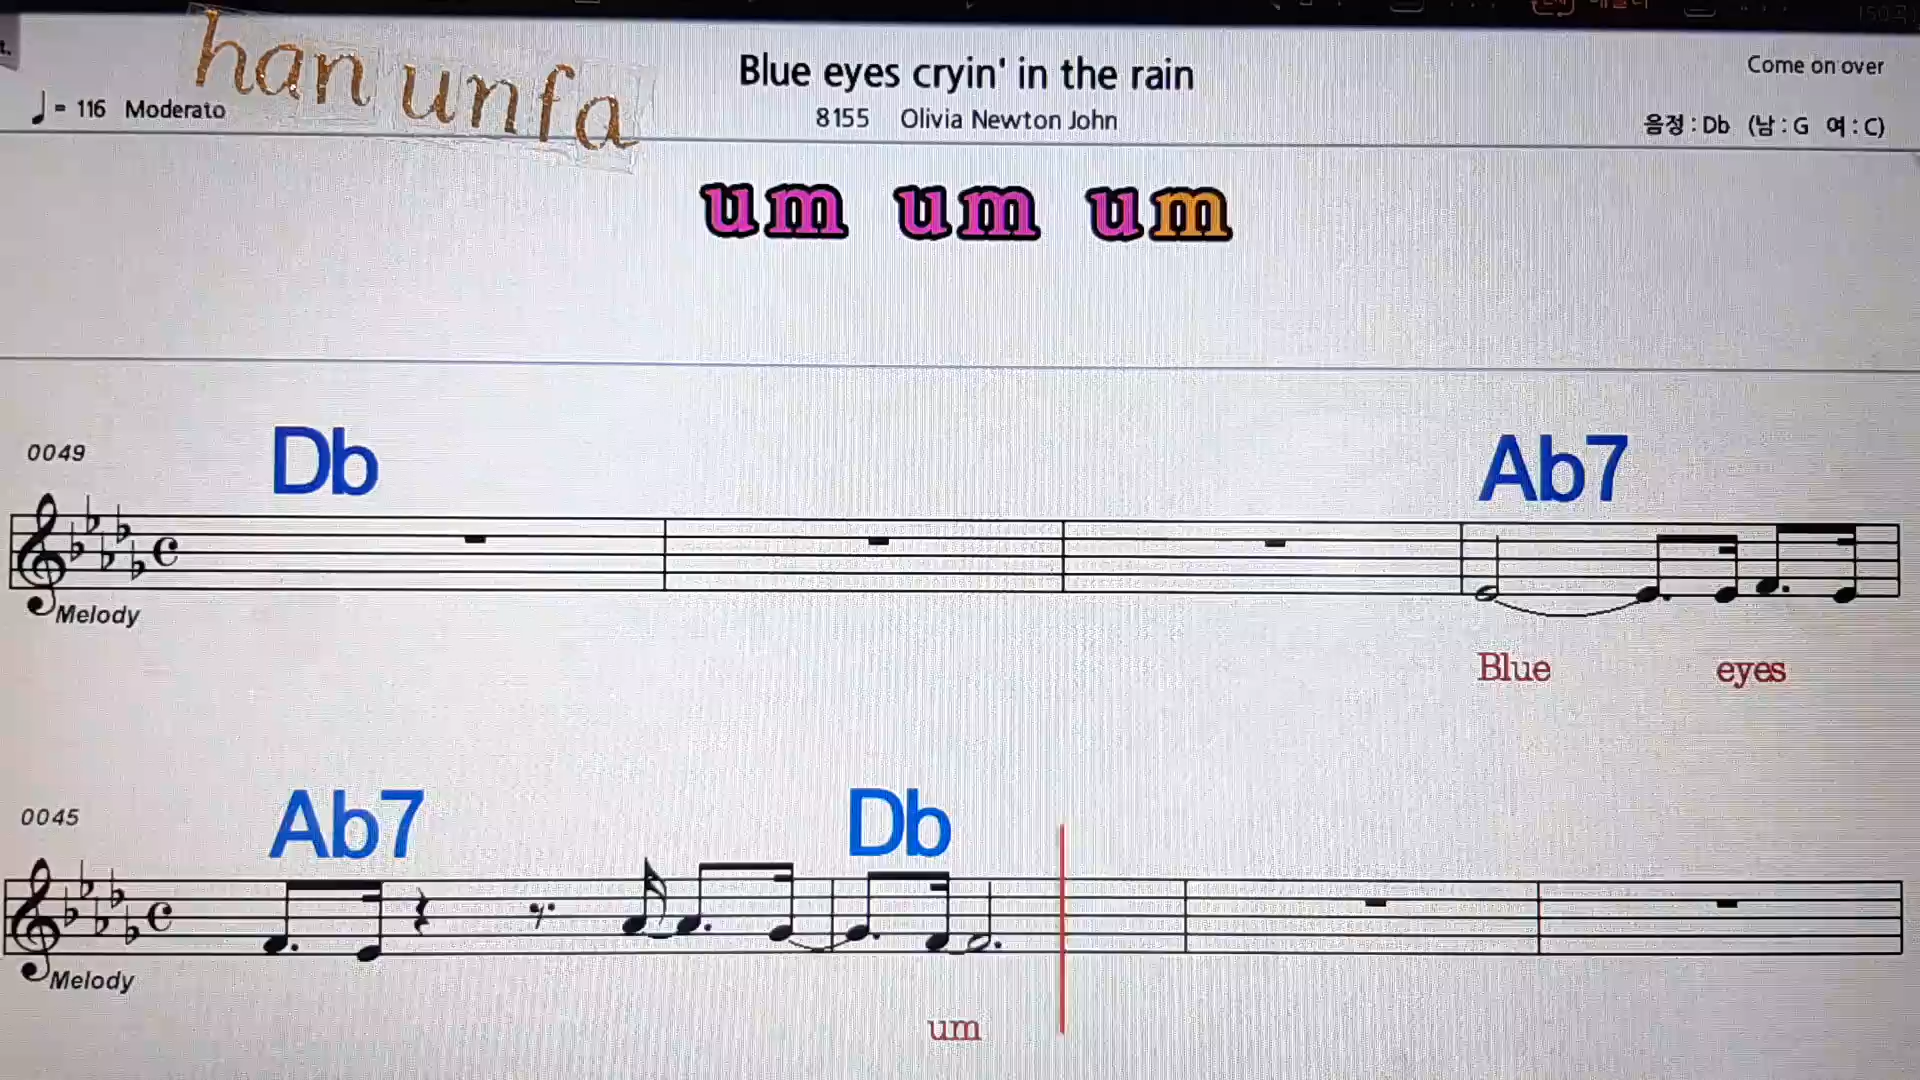 han unfa
Blue eyes cryin' in the rain
Come on over
= 116 Moderato
8155 Olivia Newton John
음정 : Db (남 : G 여 : C)
um um um
0049
Db
Ab7
Melody
Blue eyes
0045
Ab7
Db
Melody
um